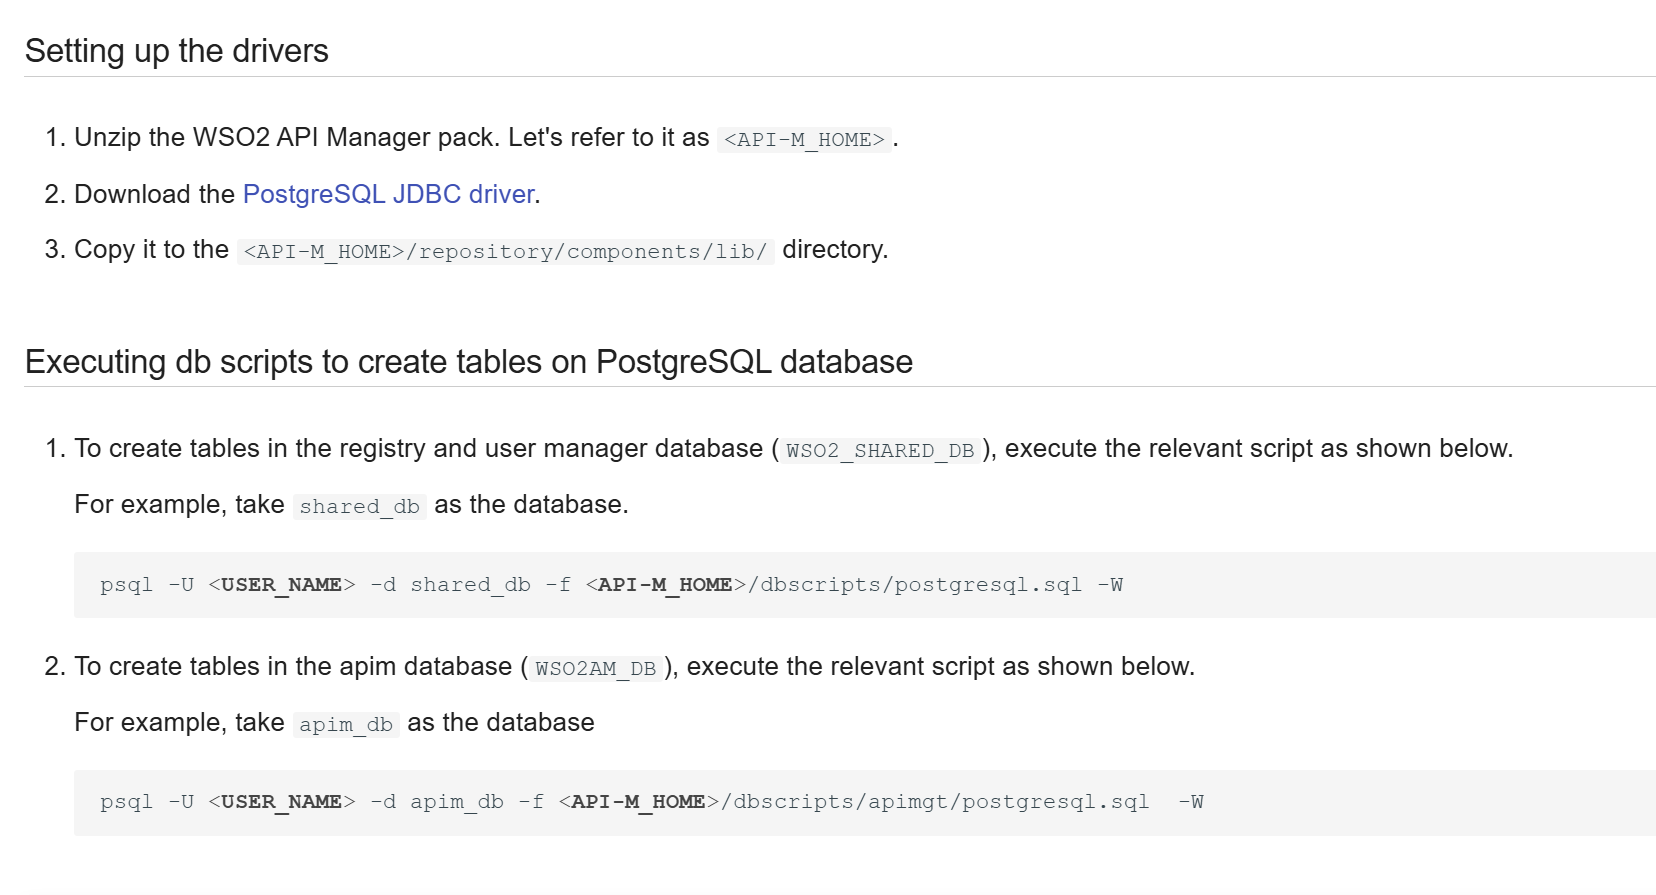 Setting up the drivers
1. Unzip the WSO2 API Manager pack. Let's refer to it as <API-M_HOME>.
2. Download the PostgreSQL JDBC driver.
3. Copy it to the <API-M_HOME>/repository/components/lib/ directory.
Executing db scripts to create tables on PostgreSQL database
1. To create tables in the registry and user manager database (WSO2_SHARED_DB), execute the relevant script as shown below.
For example, take shared_db as the database.
psql -U <USER_NAME> -d shared_db -f <API-M_HOME>/dbscripts/postgresql.sql -W
2. To create tables in the apim database (WSO2AM_DB), execute the relevant script as shown below.
For example, take apim_db as the database
psql -U <USER_NAME> -d apim_db -f <API-M_HOME>/dbscripts/apimgt/postgresql.sql  -W